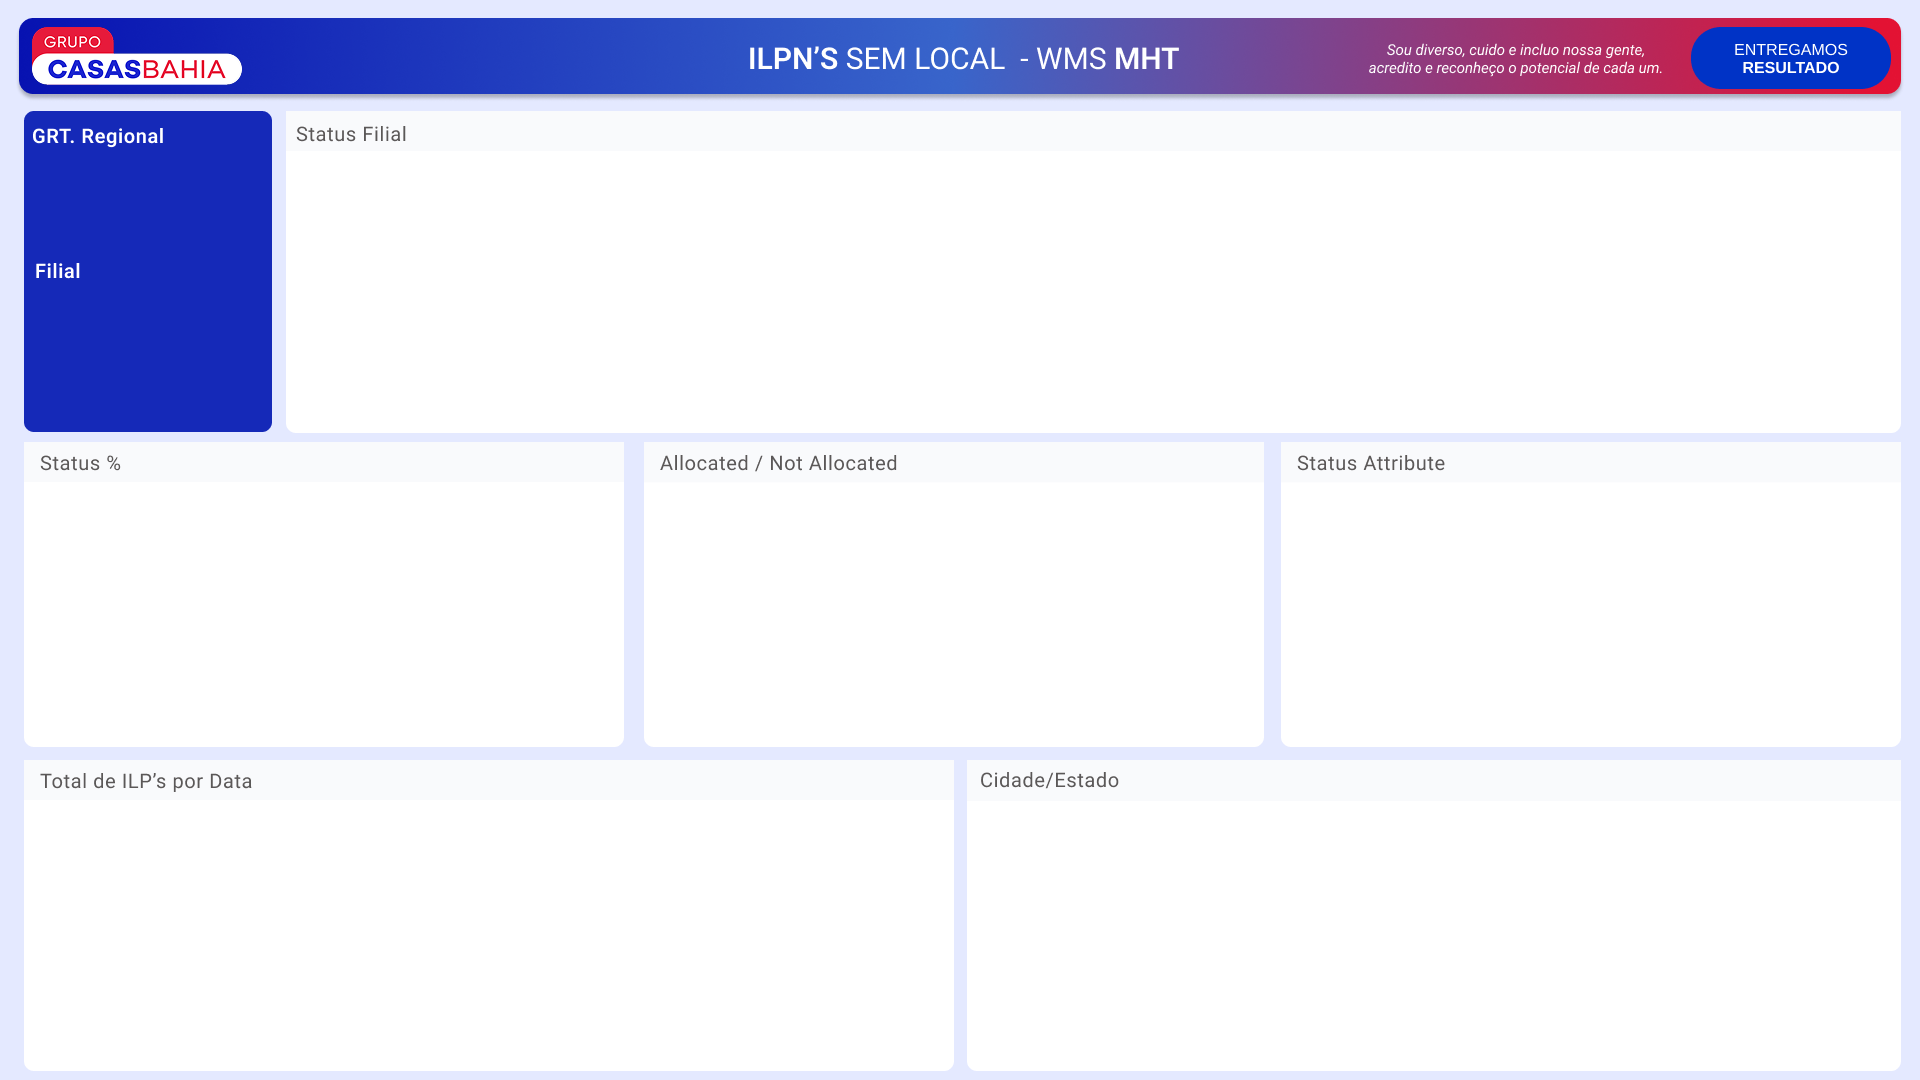 GRUPO
CASASBAHIA
ILPN’S SEM LOCAL - WMS MHT
Sou diverso, cuido e incluo nossa gente,
acredito e reconheço o potencial de cada um.
ENTREGAMOS
RESULTADO
GRT. Regional
Filial
Status Filial
Status %
Allocated / Not Allocated
Status Attribute
Total de ILP’s por Data
Cidade/Estado